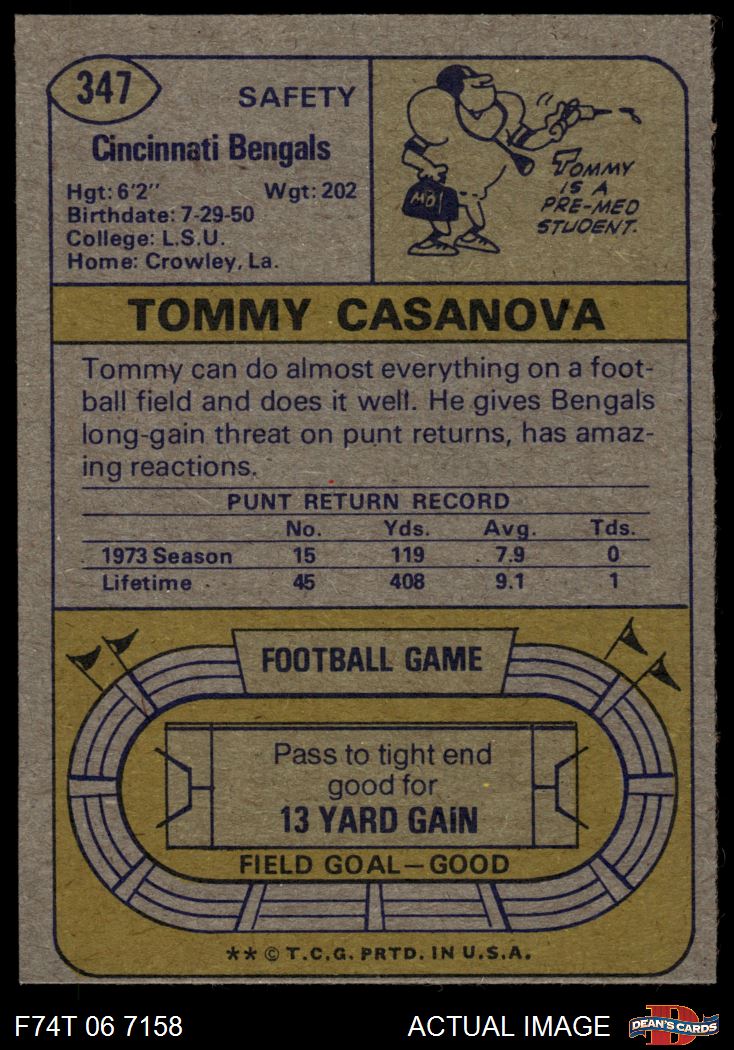 347
SAFETY
Cincinnati Bengals
Hgt: 6'2" Wgt: 202
Birthdate: 7-29-50
College: L.S.U.
Home: Crowley, La.
MD
TOMMY
IS A
PRE-MED
STUDENT.
TOMMY CASANOVA
Tommy can do almost everything on a foot-
ball field and does it well. He gives Bengals
long-gain threat on punt returns, has amaz-
ing reactions.
PUNT RETURN RECORD
No. Yds. Avg. Tds.
1973 Season 15 119 7.9 0
Lifetime 45 408 9.1 1
FOOTBALL GAME
Pass to tight end
good for
13 YARD GAIN
FIELD GOAL—GOOD
** © T.C.G. PRTD. IN U.S.A.
F74T 06 7158 ACTUAL IMAGE DEAN'S CARDS